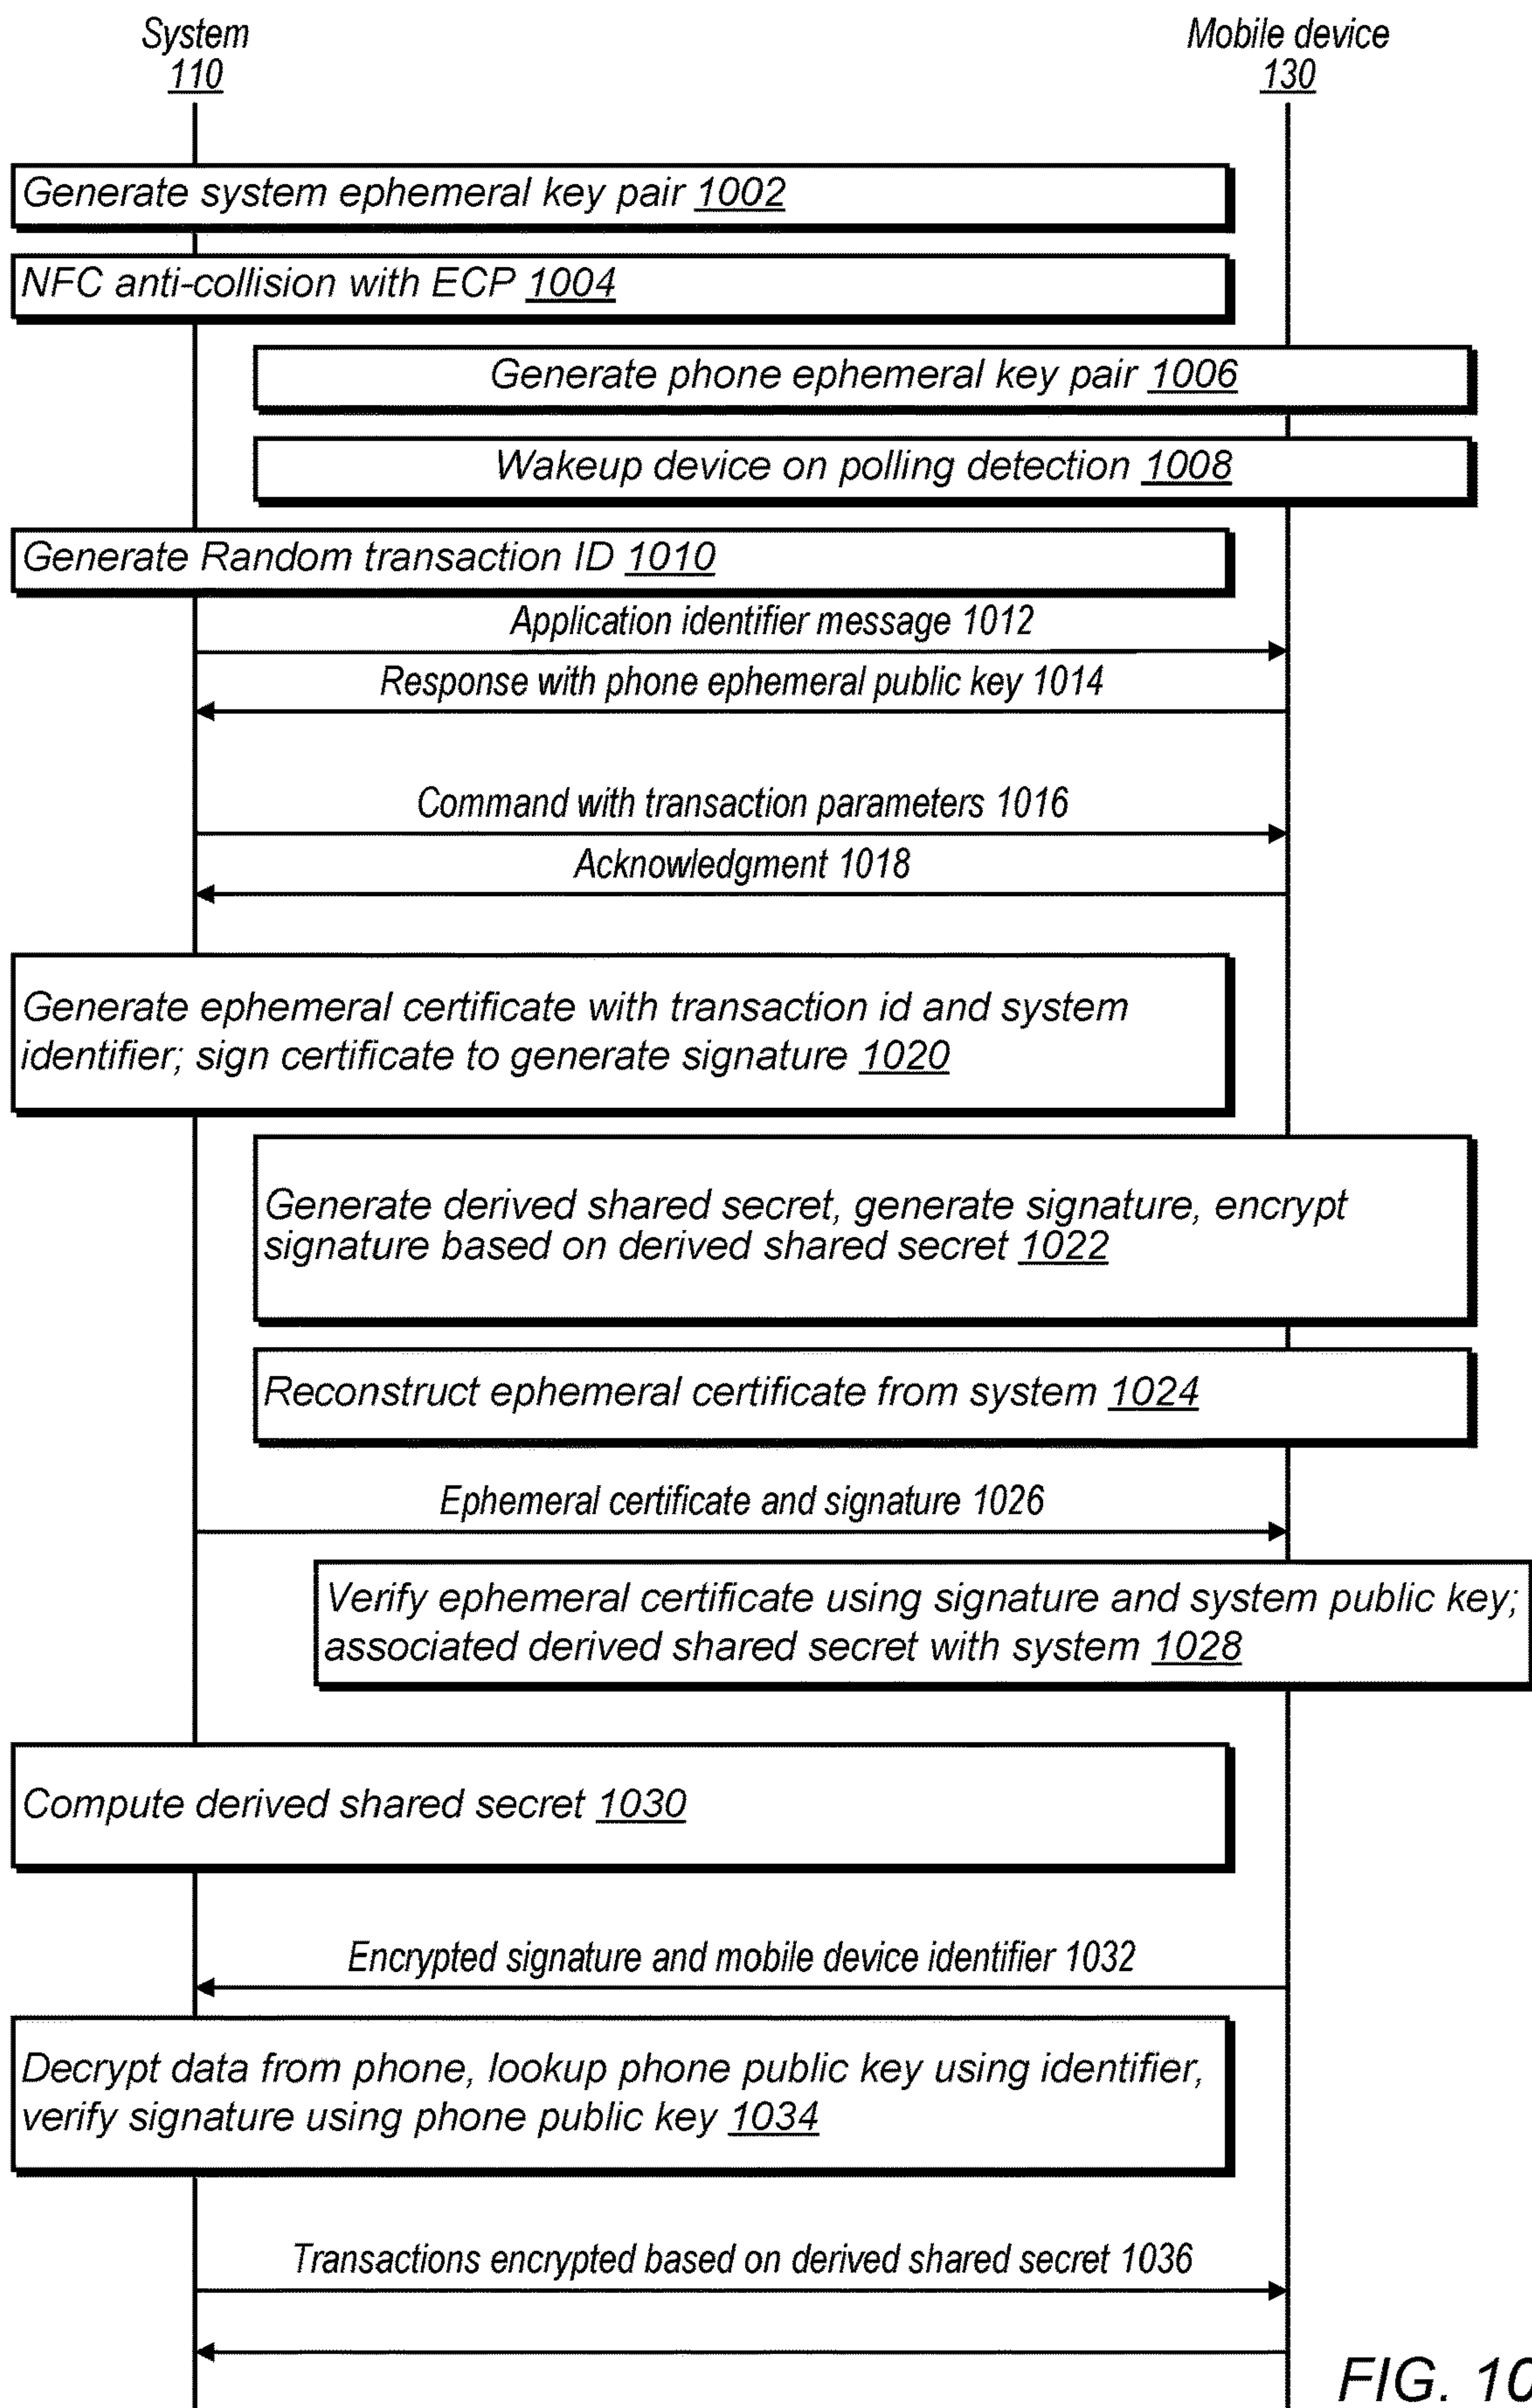 System
110
Mobile device
130
Generate system ephemeral key pair 1002
NFC anti-collision with ECP 1004
Generate phone ephemeral key pair 1006
Wakeup device on polling detection 1008
Generate Random transaction ID 1010
Application identifier message 1012
Response with phone ephemeral public key 1014
Command with transaction parameters 1016
Acknowledgment 1018
Generate ephemeral certificate with transaction id and system
identifier; sign certificate to generate signature 1020
Generate derived shared secret, generate signature, encrypt
signature based on derived shared secret 1022
Reconstruct ephemeral certificate from system 1024
Ephemeral certificate and signature 1026
Verify ephemeral certificate using signature and system public key;
associated derived shared secret with system 1028
Compute derived shared secret 1030
Encrypted signature and mobile device identifier 1032
Decrypt data from phone, lookup phone public key using identifier,
verify signature using phone public key 1034
Transactions encrypted based on derived shared secret 1036
FIG. 10